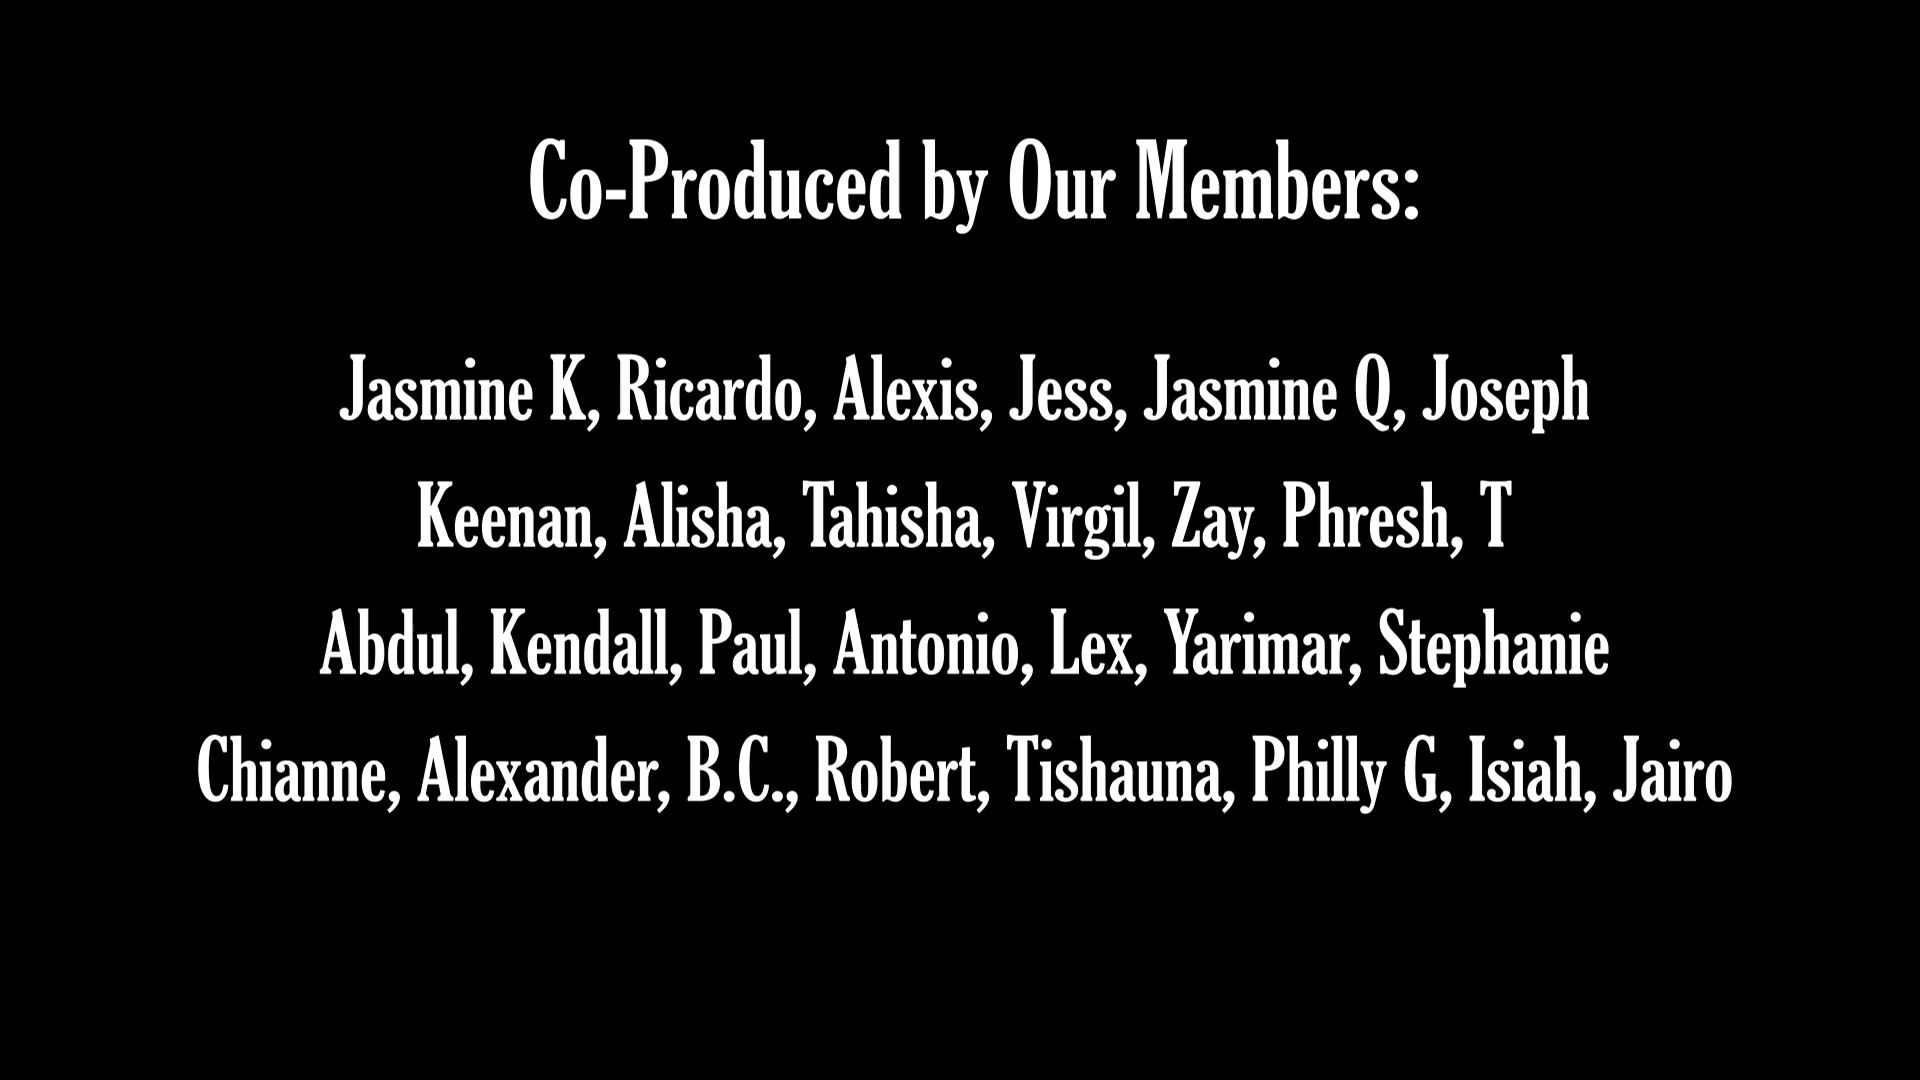 Co-Produced by Our Members:
Jasmine K, Ricardo, Alexis, Jess, Jasmine Q, Joseph
Keenan, Alisha, Tahisha, Virgil, Zay, Phresh, T
Abdul, Kendall, Paul, Antonio, Lex, Yarimar, Stephanie
Chianne, Alexander, B.C., Robert, Tishauna, Philly G, Isiah, Jairo